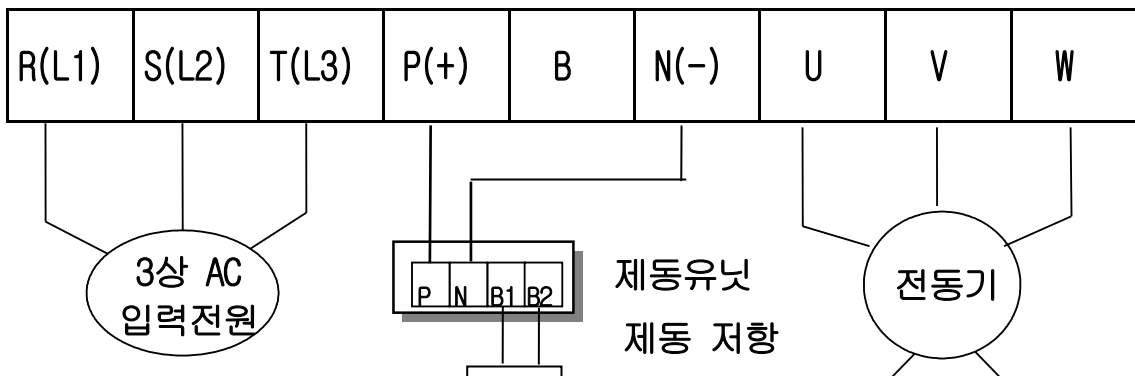 R(L1) S(L2) T(L3) P(+) B N(-) U V W
3상 AC
입력전원
P N B1 B2
제동유닛
제동 저항
전동기